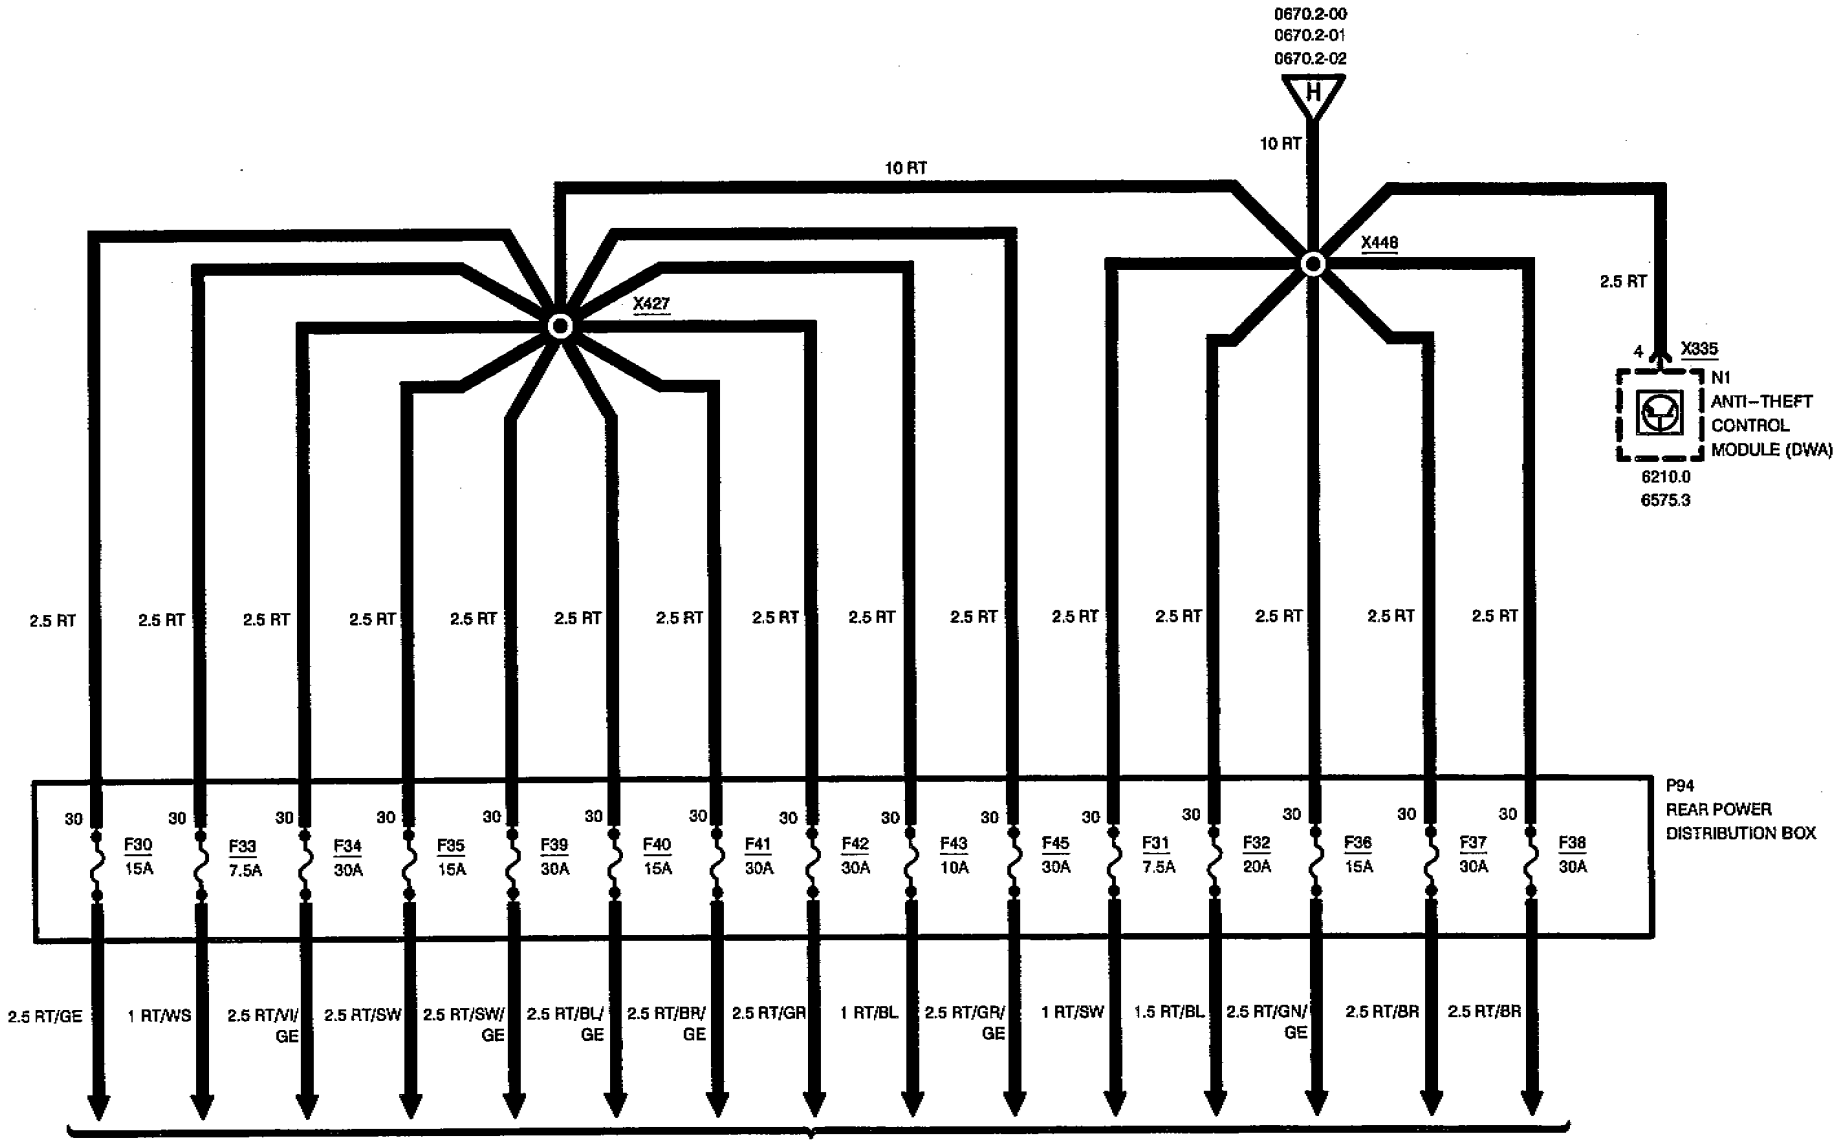 0670.2-00
0670.2-01
0670.2-02
H
10 RT
10 RT
X448
X427
2.5 RT
4 X335
N1
ANTI-THEFT
CONTROL
MODULE (DWA)
6210.0
6575.3
2.5 RT 2.5 RT 2.5 RT 2.5 RT 2.5 RT 2.5 RT 2.5 RT 2.5 RT 2.5 RT 2.5 RT 2.5 RT 2.5 RT 2.5 RT 2.5 RT 2.5 RT
P94
REAR POWER
DISTRIBUTION BOX
30 30 30 30 30 30 30 30 30 30 30 30 30 30 30
F30 F33 F34 F35 F39 F40 F41 F42 F43 F45 F31 F32 F36 F37 F38
15A 7.5A 30A 15A 30A 15A 30A 30A 10A 30A 7.5A 20A 15A 30A 30A
2.5 RT/GE 1 RT/WS 2.5 RT/VI/ 2.5 RT/SW 2.5 RT/SW/ 2.5 RT/BL/ 2.5 RT/BR/ 2.5 RT/GR 1 RT/BL 2.5 RT/GR/ 1 RT/SW 1.5 RT/BL 2.5 RT/GN/ 2.5 RT/BR 2.5 RT/BR
GE GE GE GE GE GE